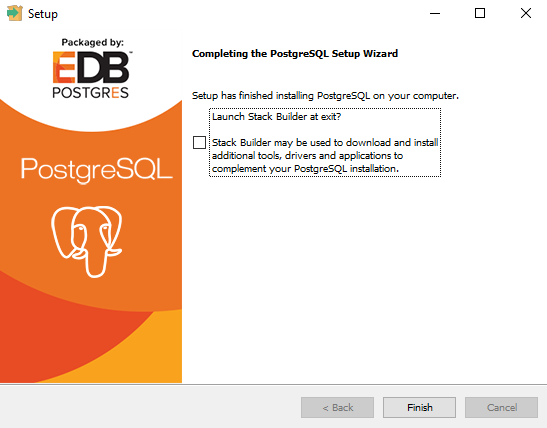 Setup
Packaged by:
EDB
POSTGRES
PostgreSQL
Completing the PostgreSQL Setup Wizard
Setup has finished installing PostgreSQL on your computer.
Launch Stack Builder at exit?
Stack Builder may be used to download and install
additional tools, drivers and applications to
complement your PostgreSQL installation.
< Back
Finish
Cancel